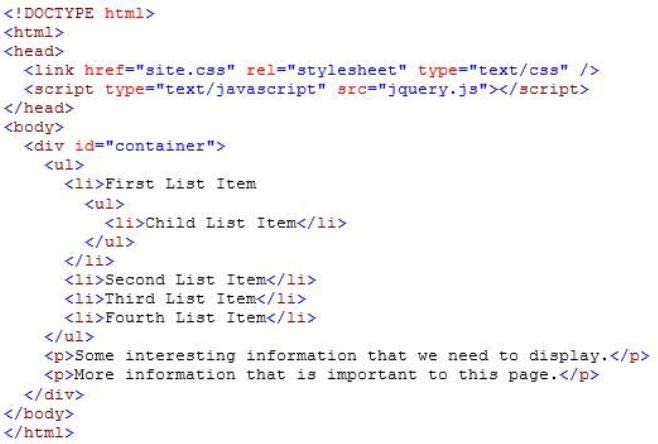 <!DOCTYPE html>
<html>
<head>
  <link href="site.css" rel="stylesheet" type="text/css" />
  <script type="text/javascript" src="jquery.js"></script>
</head>
<body>
  <div id="container">
    <ul>
      <li>First List Item
        <ul>
          <li>Child List Item</li>
        </ul>
      </li>
      <li>Second List Item</li>
      <li>Third List Item</li>
      <li>Fourth List Item</li>
    </ul>
    <p>Some interesting information that we need to display.</p>
    <p>More information that is important to this page.</p>
  </div>
</body>
</html>